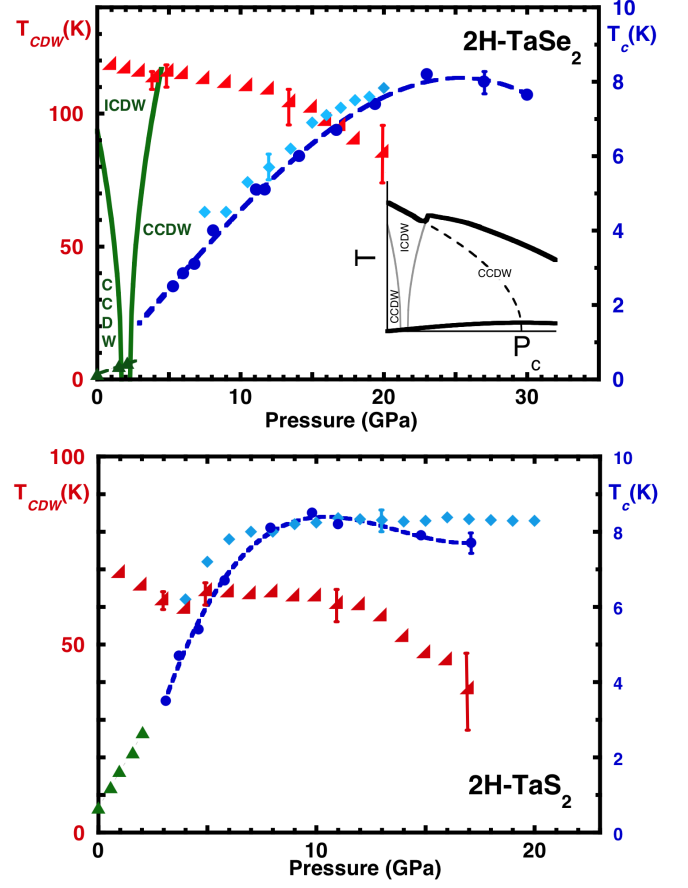 T_CDW(K)
2H-TaSe₂
T_c(K)
10
8
6
4
2
0
100
50
0
ICDW
CCDW
C
C
D
W
T
ICDW
CCDW
CCDW
P_c
0
10
20
30
Pressure (GPa)
100
T_CDW(K)
50
0
10
T_c(K)
8
6
4
2
0
2H-TaS₂
0
5
10
15
20
Pressure (GPa)